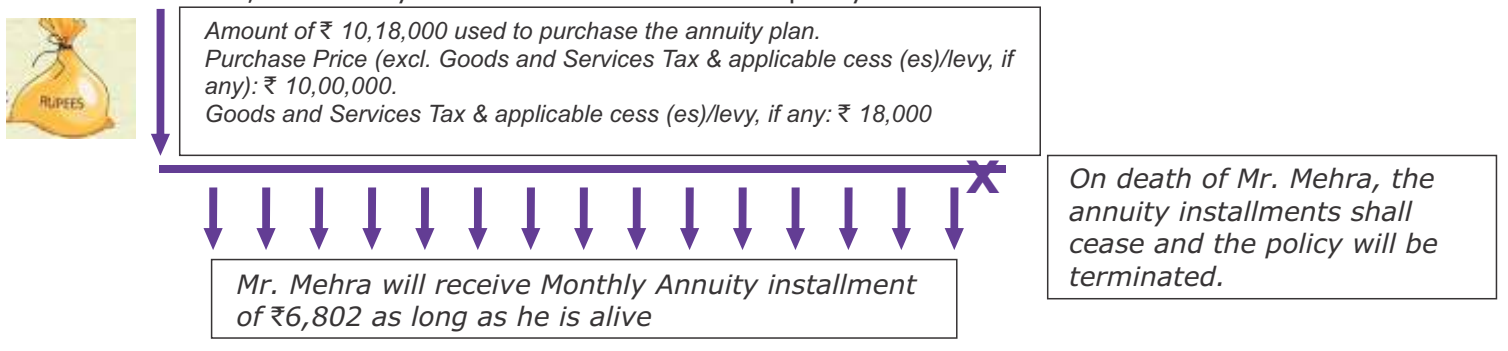 Amount of ₹ 10,18,000 used to purchase the annuity plan.
Purchase Price (excl. Goods and Services Tax & applicable cess (es)/levy, if
any): ₹ 10,00,000.
Goods and Services Tax & applicable cess (es)/levy, if any: ₹ 18,000
RUPEES
X
On death of Mr. Mehra, the
annuity installments shall
cease and the policy will be
terminated.
Mr. Mehra will receive Monthly Annuity installment
of ₹6,802 as long as he is alive